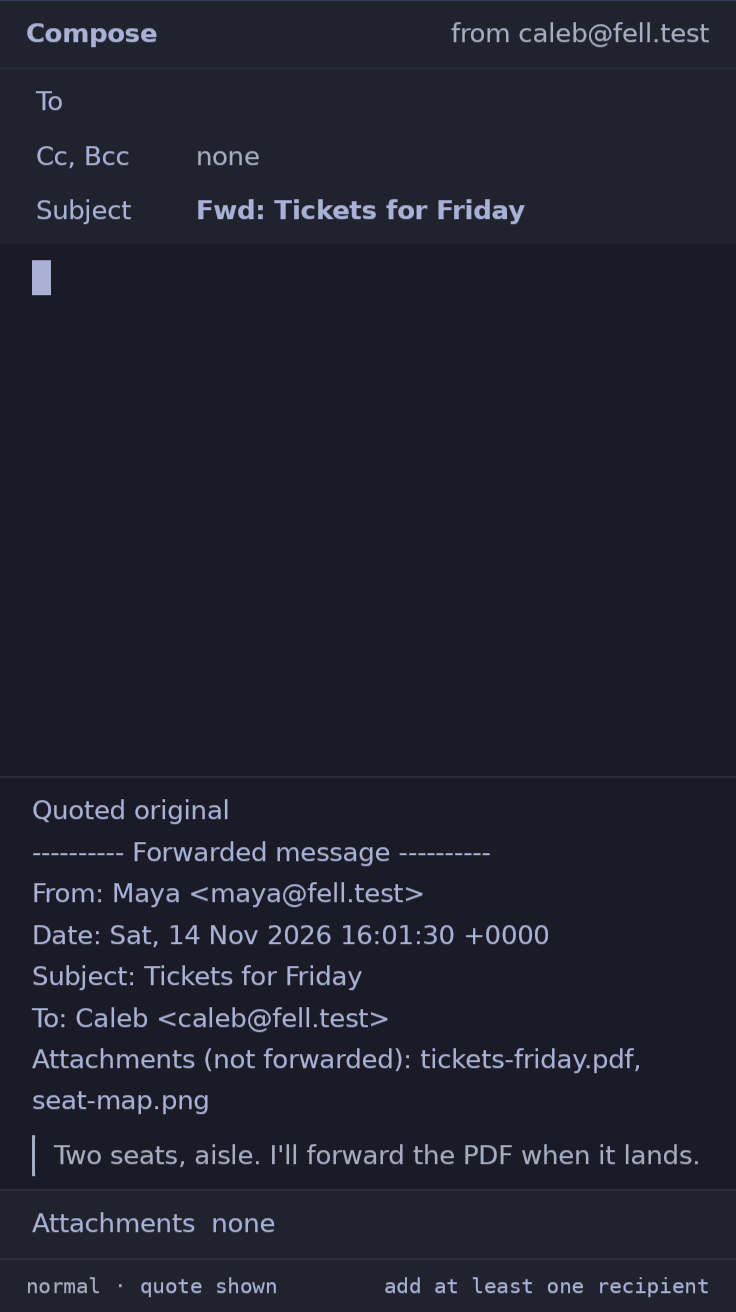 Compose from caleb@fell.test
To
Cc, Bcc none
Subject Fwd: Tickets for Friday
Quoted original
---------- Forwarded message ----------
From: Maya <maya@fell.test>
Date: Sat, 14 Nov 2026 16:01:30 +0000
Subject: Tickets for Friday
To: Caleb <caleb@fell.test>
Attachments (not forwarded): tickets-friday.pdf,
seat-map.png
Two seats, aisle. I'll forward the PDF when it lands.
Attachments none
normal · quote shown add at least one recipient